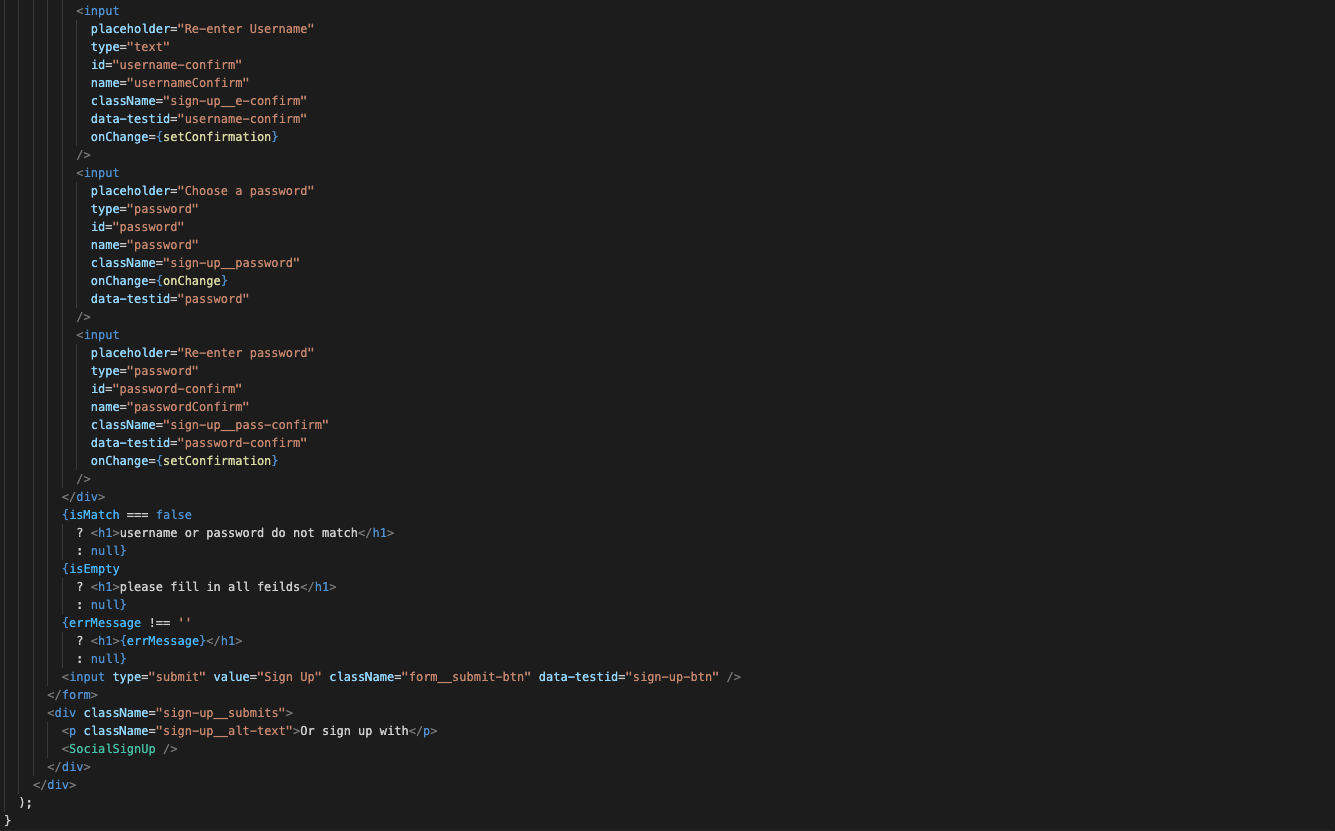 <input
placeholder="Re-enter Username"
type="text"
id="username-confirm"
name="usernameConfirm"
className="sign-up__e-confirm"
data-testid="username-confirm"
onChange={setConfirmation}
/>
<input
placeholder="Choose a password"
type="password"
id="password"
name="password"
className="sign-up__password"
onChange={onChange}
data-testid="password"
/>
<input
placeholder="Re-enter password"
type="password"
id="password-confirm"
name="passwordConfirm"
className="sign-up__pass-confirm"
data-testid="password-confirm"
onChange={setConfirmation}
/>
</div>
{isMatch === false
? <h1>username or password do not match</h1>
: null}
{isEmpty
? <h1>please fill in all feilds</h1>
: null}
{errMessage !== ''
? <h1>{errMessage}</h1>
: null}
<input type="submit" value="Sign Up" className="form__submit-btn" data-testid="sign-up-btn" />
</form>
<div className="sign-up__submits">
<p className="sign-up__alt-text">Or sign up with</p>
<SocialSignUp />
</div>
</div>
);
}